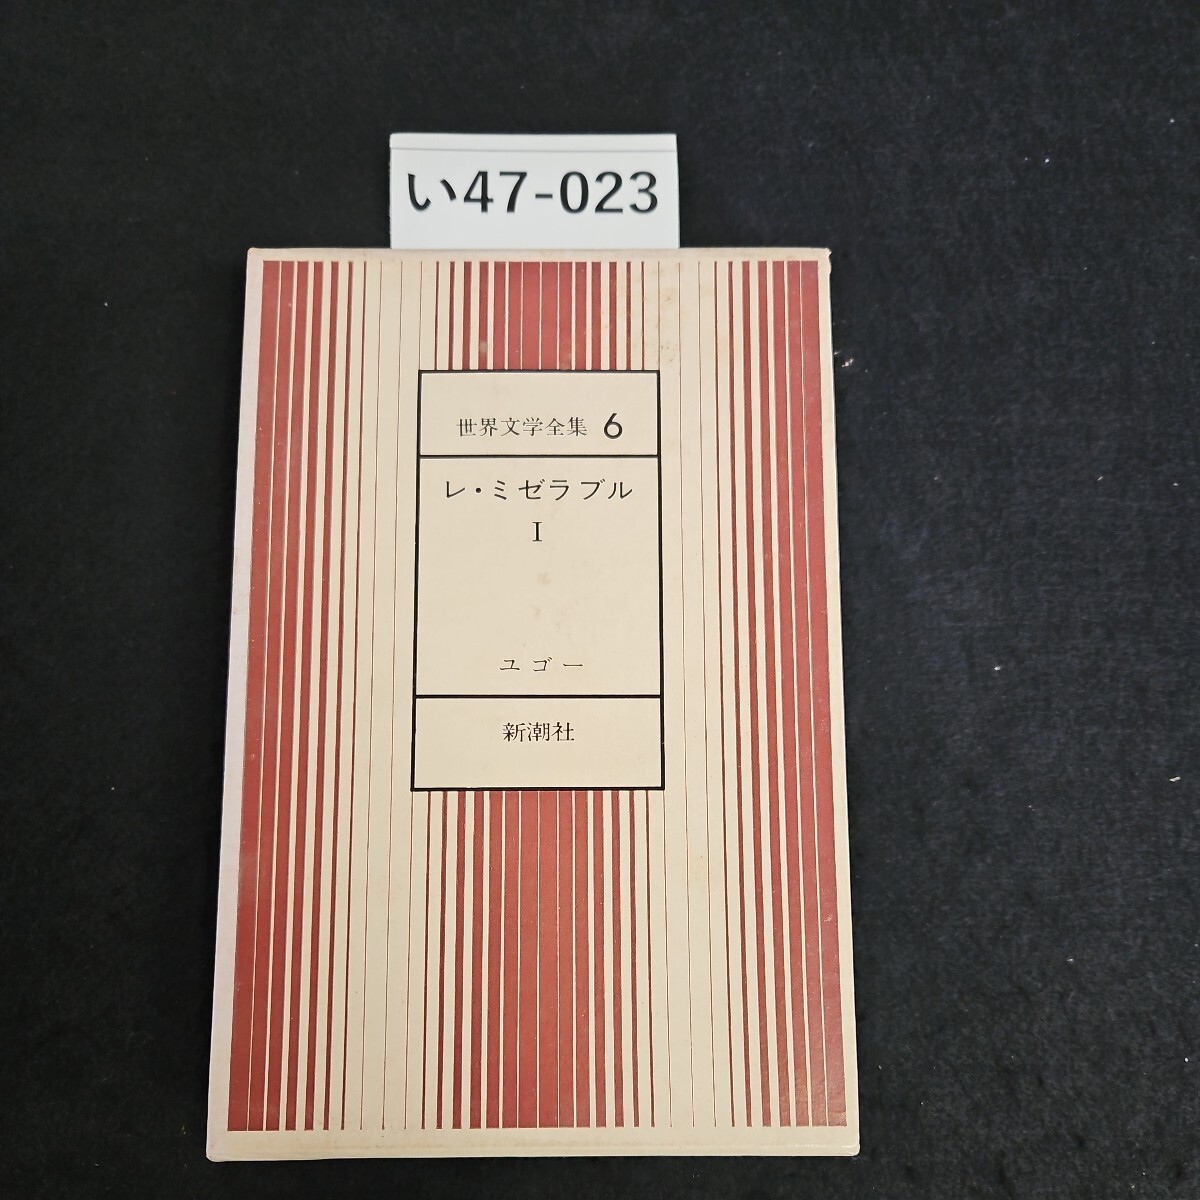 い47-023
世界文学全集 6
レ・ミゼラブル
I
ユゴー
新潮社